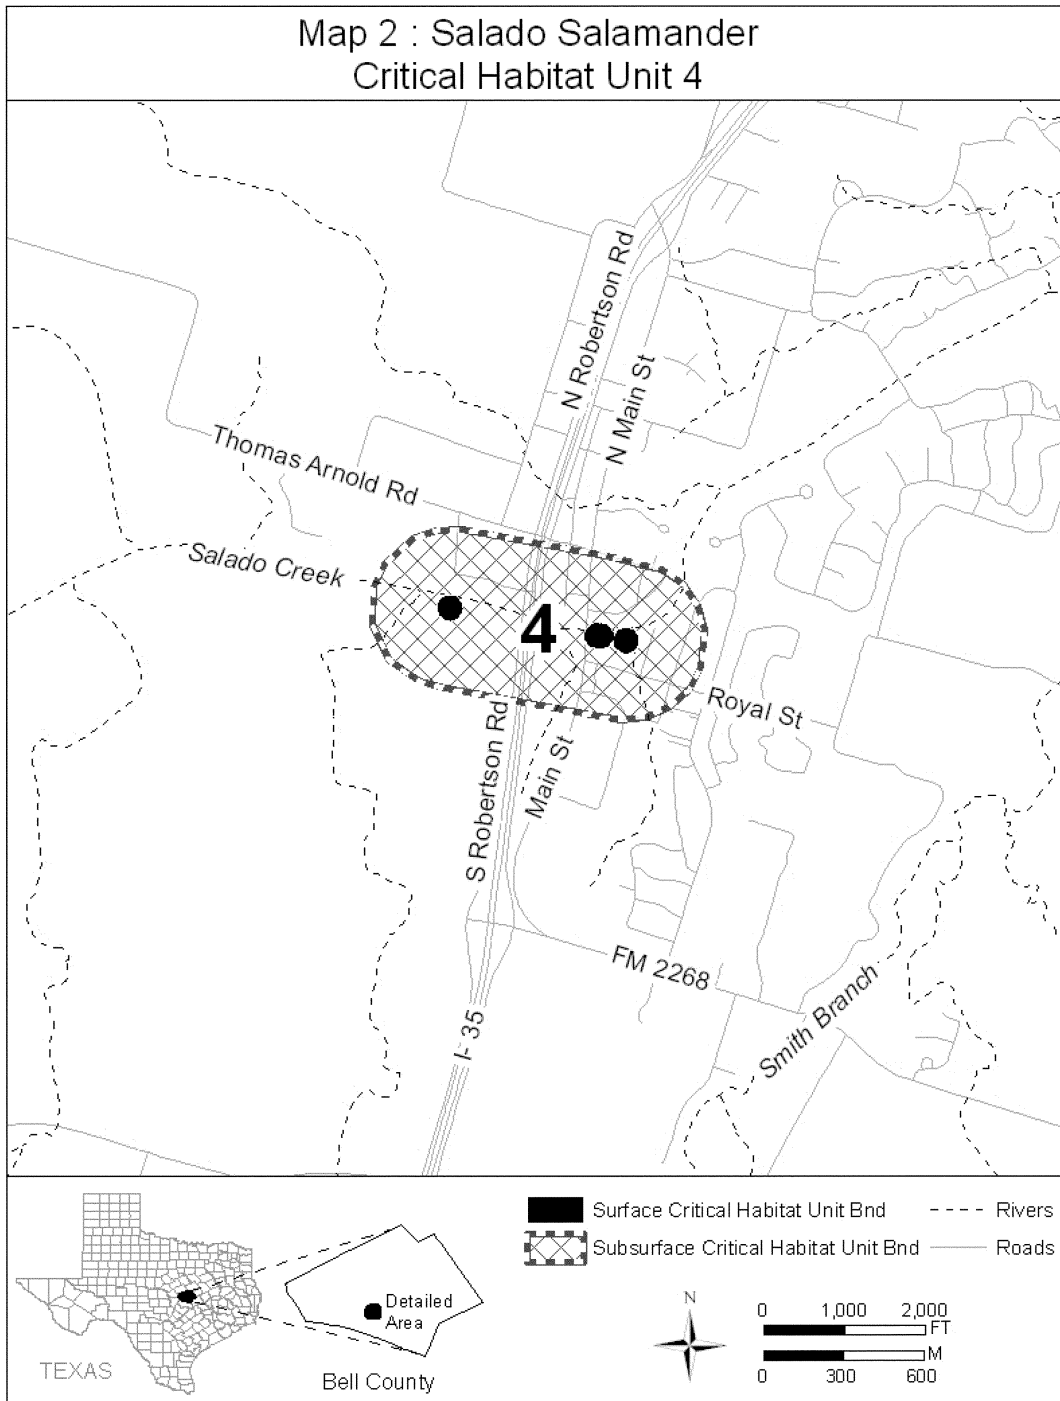 Map 2 : Salado Salamander
Critical Habitat Unit 4
N Robertson Rd
N Main St
Thomas Arnold Rd
Salado Creek
4
Royal St
S Robertson Rd
Main St
FM 2268
Smith Branch
I-35
Surface Critical Habitat Unit Bnd
Rivers
Subsurface Critical Habitat Unit Bnd
Roads
Detailed
Area
TEXAS
Bell County
N
0 1,000 2,000
FT
M
0 300 600